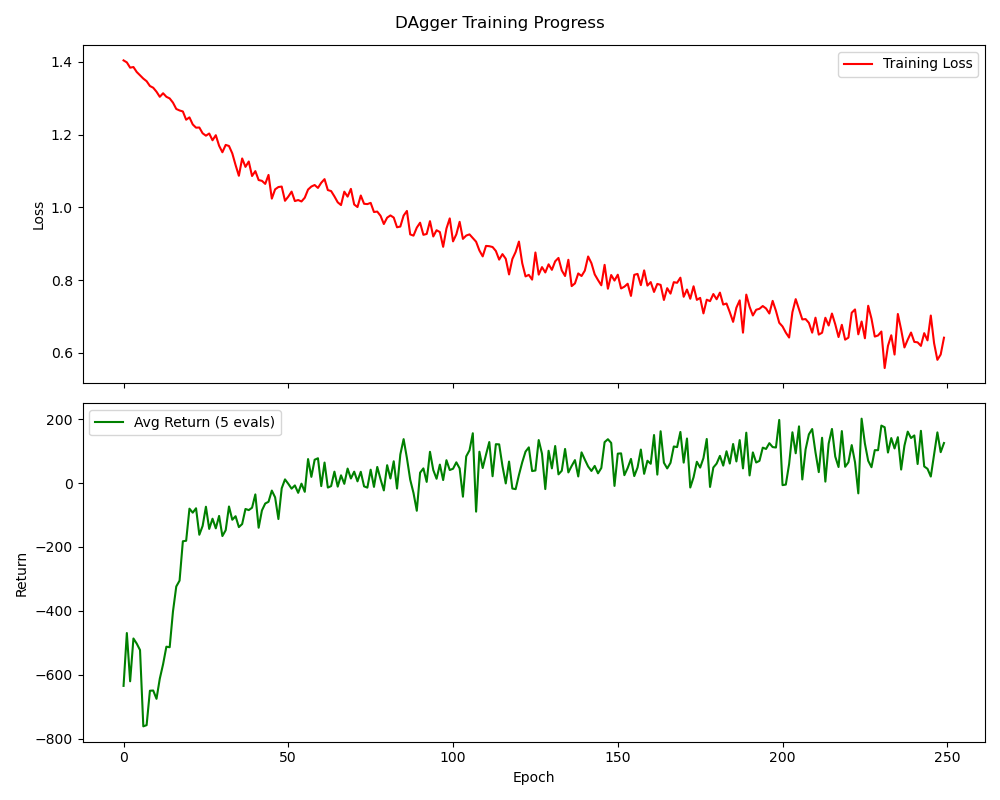 DAgger Training Progress
1.4
1.2
1.0
0.8
0.6
Loss
Training Loss
200
0
−200
−400
−600
−800
Return
Avg Return (5 evals)
0
50
100
150
200
250
Epoch